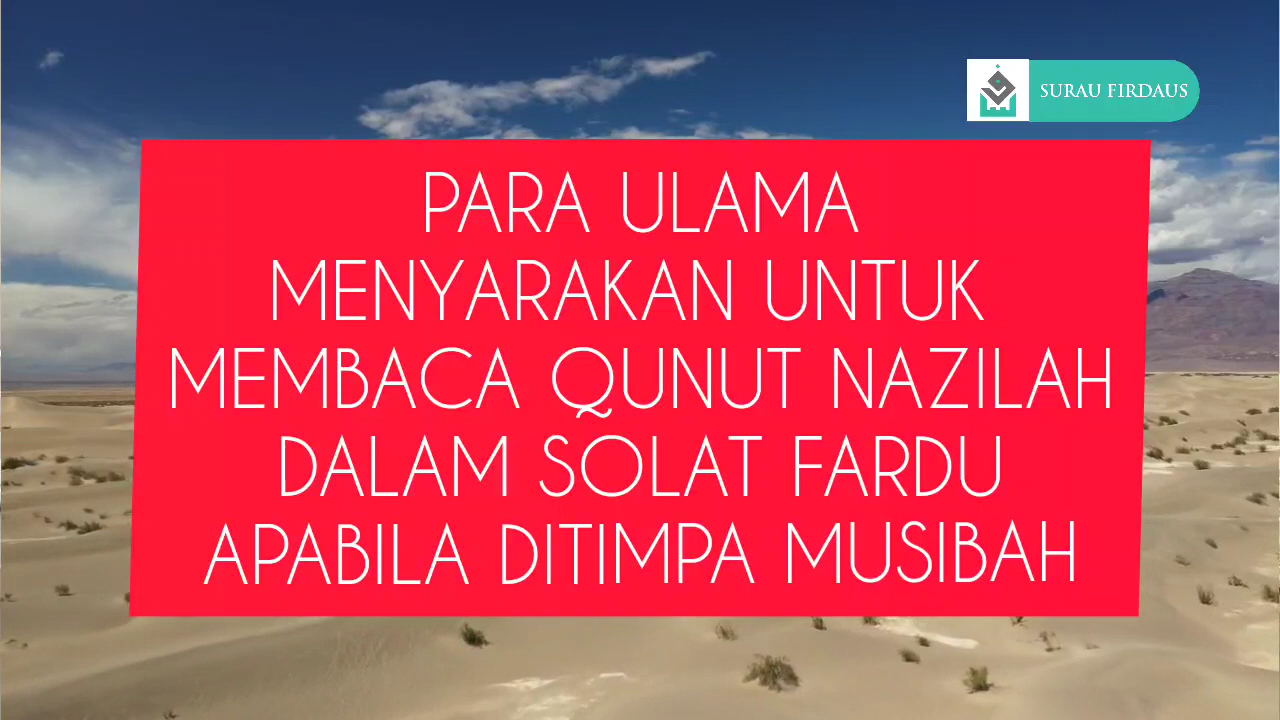 SURAU FIRDAUS
PARA ULAMA
MENYARAKAN UNTUK
MEMBACA QUNUT NAZILAH
DALAM SOLAT FARDU
APABILA DITIMPA MUSIBAH